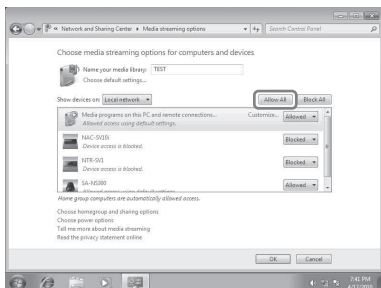 « Network and Sharing Center ▸ Media streaming options
Search Control Panel
Choose media streaming options for computers and devices
Name your media library: TEST
Choose default settings...
Show devices on: Local network
Allow All
Block All
Media programs on this PC and remote connections...
Customize...
Allowed
Allowed access using default settings.
NAC-SV10i
Device access is blocked.
Blocked
NTR-SV1
Device access is blocked.
Blocked
SA-NS300
Allowed access using default settings.
Allowed
Home group computers are automatically allowed access.
Choose homegroup and sharing options
Choose power options
Tell me more about media streaming
Read the privacy statement online
OK
Cancel
7:41 PM